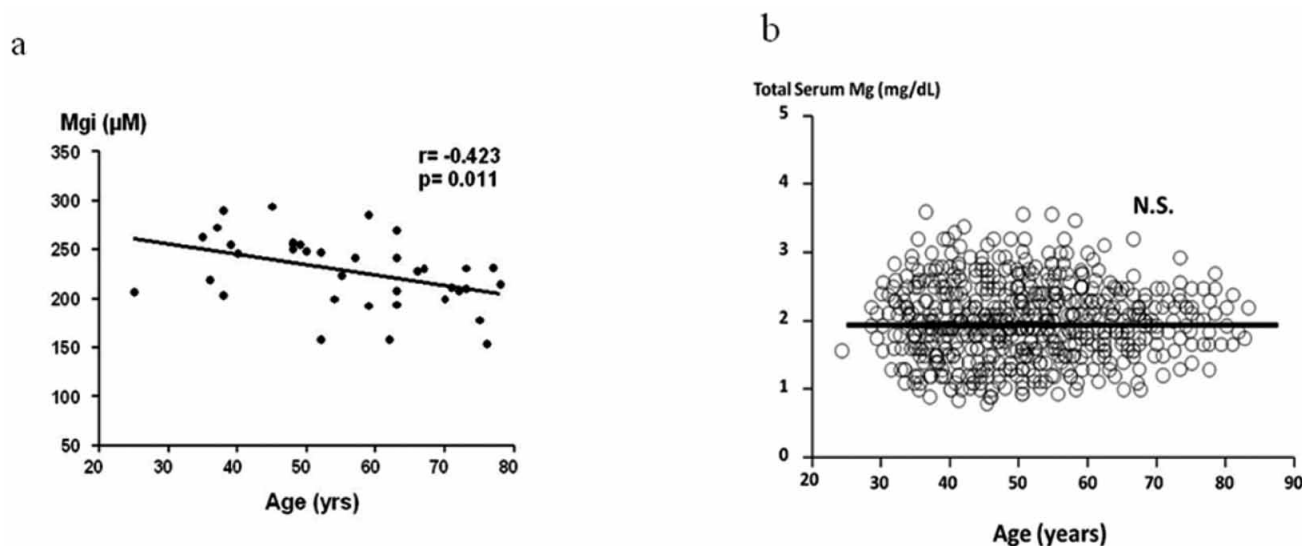 a
Mgi (µM)
r= -0.423
p= 0.011
350
300
250
200
150
100
50
20 30 40 50 60 70 80
Age (yrs)
b
Total Serum Mg (mg/dL)
N.S.
5
4
3
2
1
0
20 30 40 50 60 70 80 90
Age (years)